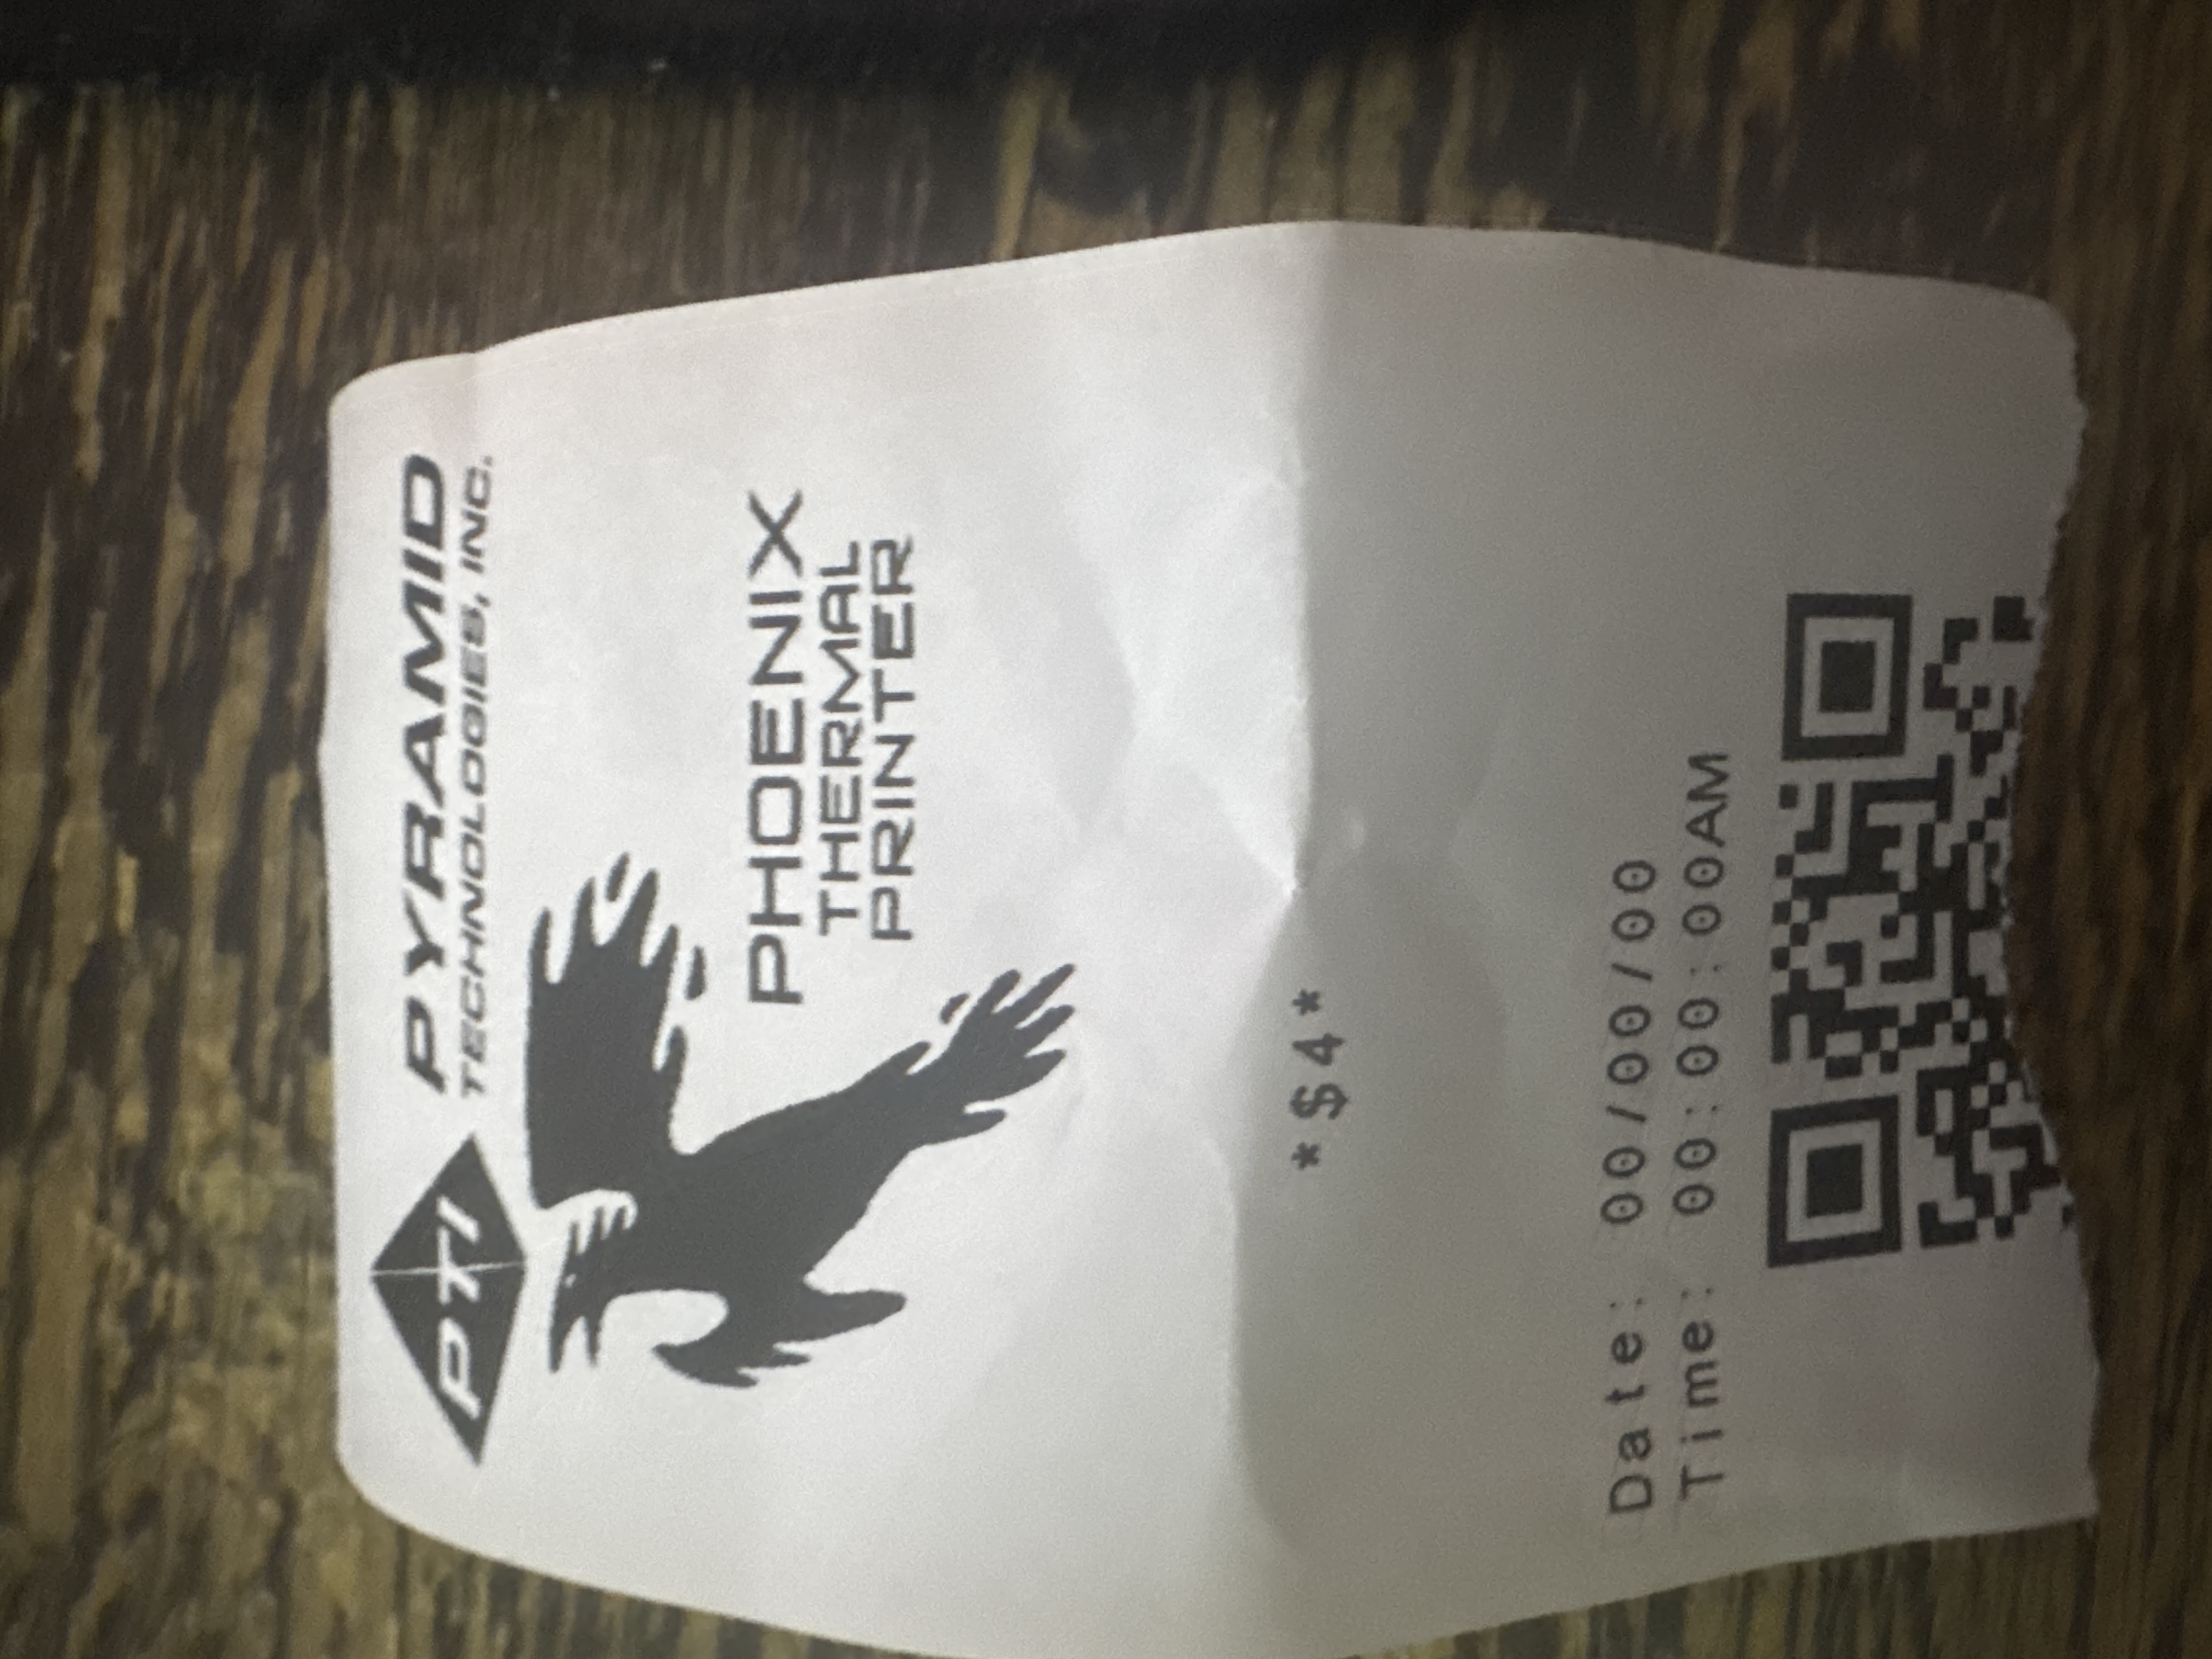 PTI
PYRAMID
TECHNOLOGIES, INC.
PHOENIX
THERMAL
PRINTER
*$4*
Date: 00/00/00
Time: 00:00:00AM